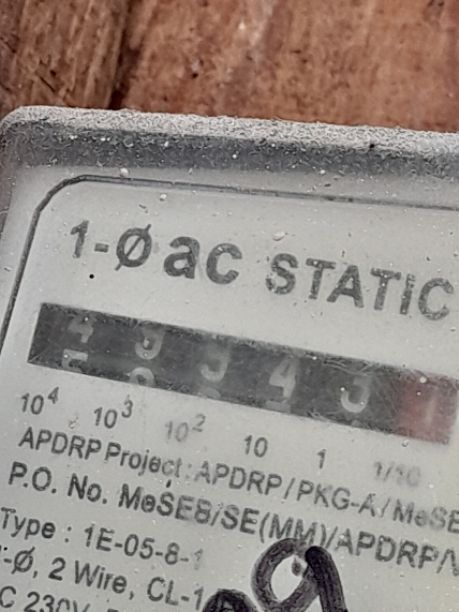 1-Ø ac STATIC
4
10⁴ 10³ 10² 10 1 1/10
APDRP Project : APDRP/PKG-A/MeSE
P.O. No. MeSEB/SE(MM)/APDRP/
Type : 1E-05-8-1
-Ø, 2 Wire, CL-1
C 230V